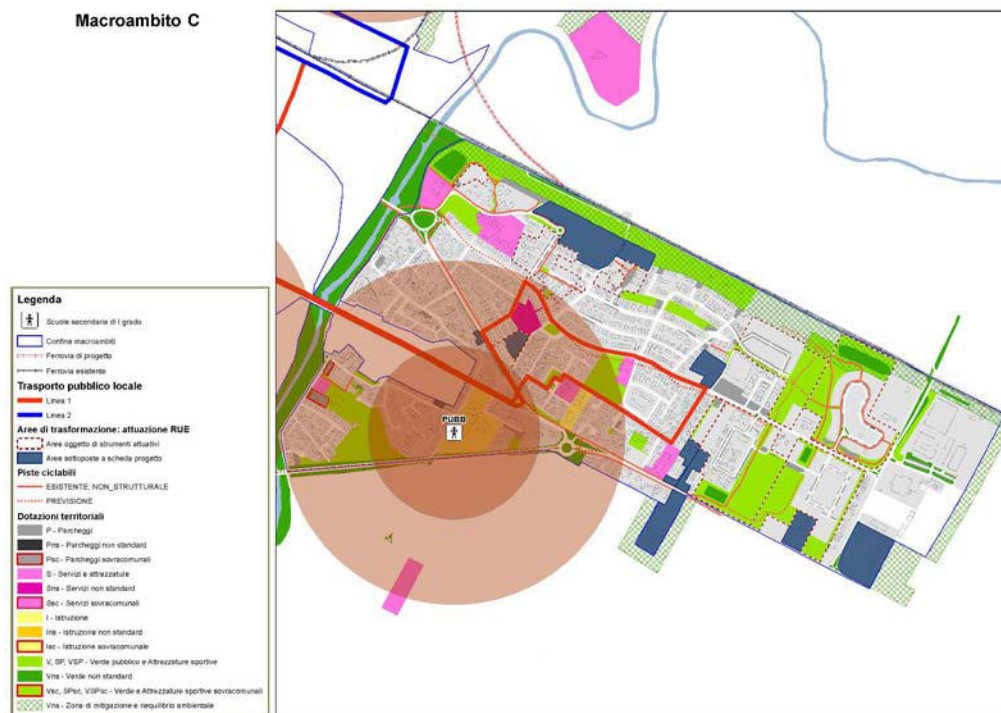 Macroambito C
PUBB
Legenda
Scuole secondarie di I grado
Confine macroambiti
Ferrovia di progetto
Ferrovia esistente
Trasporto pubblico locale
Linea 1
Linea 2
Aree di trasformazione: attuazione RUE
Aree oggetto di strumenti attuativi
Aree sottoposte a scheda progetto
Piste ciclabili
ESISTENTE; NON_STRUTTURALE
PREVISIONE
Dotazioni territoriali
P - Parcheggi
Pns - Parcheggi non standard
Psc - Parcheggi sovracomunali
S - Servizi e attrezzature
Sns - Servizi non standard
Ssc - Servizi sovracomunali
I - Istruzione
Ins - Istruzione non standard
Isc - Istruzione sovracomunale
V, SP, VSP - Verde pubblico e Attrezzature sportive
Vns - Verde non standard
Vsc, SPsc, VSPsc - Verde e Attrezzature sportive sovracomunali
Vna - Zona di mitigazione e riequilibrio ambientale